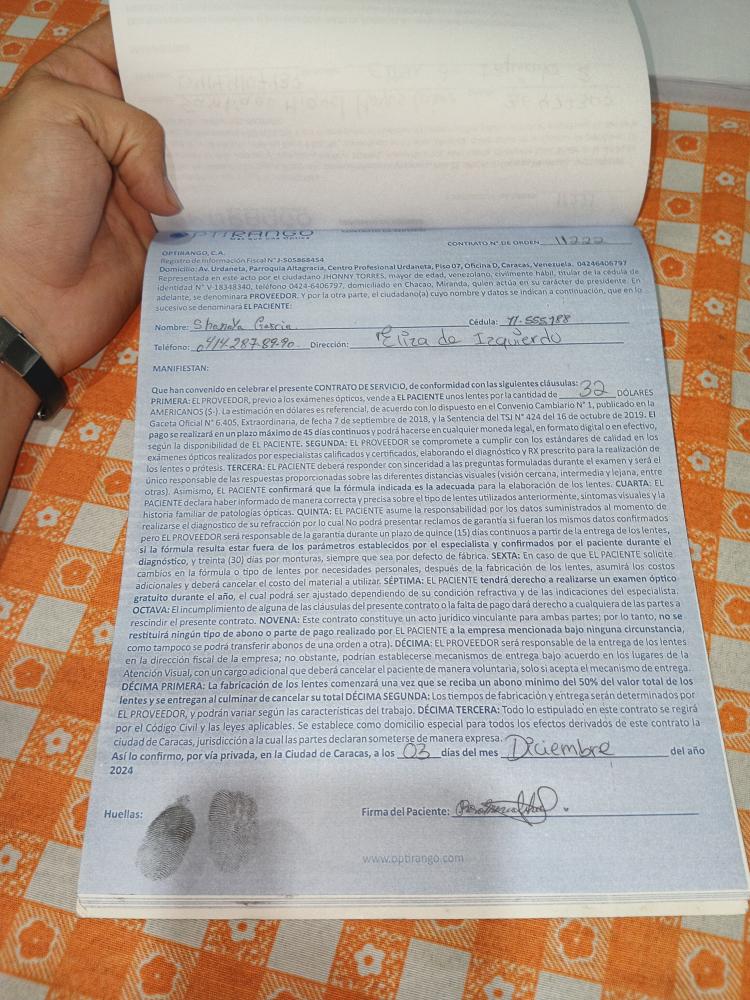 OPTIRANGO
Más que una Óptica
CONTRATO N° DE ORDEN 11222
OPTIRANGO, C.A.
Registro de Información Fiscal N° J-505868454
Domicilio: Av. Urdaneta, Parroquia Altagracia, Centro Profesional Urdaneta, Piso 07, Oficina D, Caracas, Venezuela. 04246406797
Representada en este acto por el ciudadano JHONNY TORRES, mayor de edad, venezolano, civilmente hábil, titular de la cédula de
identidad N° V-18348340, teléfono 0424-6406797, domiciliado en Chacao, Miranda, quien actúa en su carácter de presidente. En
adelante, se denominara PROVEEDOR. Y por la otra parte, el ciudadano(a) cuyo nombre y datos se indican a continuación, que en lo
sucesivo se denominará EL PACIENTE:
Nombre: García Cédula: 11.555.988
Teléfono: 0414.287.89.90. Dirección: Eliza de Izquierdo
MANIFIESTAN:
Que han convenido en celebrar el presente CONTRATO DE SERVICIO, de conformidad con las siguientes cláusulas:
PRIMERA: EL PROVEEDOR, previo a los exámenes ópticos, vende a EL PACIENTE unos lentes por la cantidad de 32 DÓLARES
AMERICANOS ($-). La estimación en dólares es referencial, de acuerdo con lo dispuesto en el Convenio Cambiario N° 1, publicado en la
Gaceta Oficial N° 6.405, Extraordinaria, de fecha 7 de septiembre de 2018, y la Sentencia del TSJ N° 424 del 16 de octubre de 2019. El
pago se realizará en un plazo máximo de 45 días continuos y podrá hacerse en cualquier moneda legal, en formato digital o en efectivo,
según la disponibilidad de EL PACIENTE. SEGUNDA: EL PROVEEDOR se compromete a cumplir con los estándares de calidad en los
exámenes ópticos realizados por especialistas calificados y certificados, elaborando el diagnóstico y RX prescrito para la realización de
los lentes o prótesis. TERCERA: EL PACIENTE deberá responder con sinceridad a las preguntas formuladas durante el examen y será el
único responsable de las respuestas proporcionadas sobre las diferentes distancias visuales (visión cercana, intermedia y lejana, entre
otras). Asimismo, EL PACIENTE confirmará que la fórmula indicada es la adecuada para la elaboración de los lentes. CUARTA: EL
PACIENTE declara haber informado de manera correcta y precisa sobre el tipo de lentes utilizados anteriormente, síntomas visuales y la
historia familiar de patologías ópticas. QUINTA: EL PACIENTE asume la responsabilidad por los datos suministrados al momento de
realizarse el diagnostico de su refracción por lo cual No podrá presentar reclamos de garantía si fueran los mismos datos confirmados
pero EL PROVEEDOR será responsable de la garantía durante un plazo de quince (15) días continuos a partir de la entrega de los lentes,
si la fórmula resulta estar fuera de los parámetros establecidos por el especialista y confirmados por el paciente durante el
diagnóstico, y treinta (30) días por monturas, siempre que sea por defecto de fábrica. SEXTA: En caso de que EL PACIENTE solicite
cambios en la fórmula o tipo de lentes por necesidades personales, después de la fabricación de los lentes, asumirá los costos
adicionales y deberá cancelar el costo del material a utilizar. SÉPTIMA: EL PACIENTE tendrá derecho a realizarse un examen óptico
gratuito durante el año, el cual podrá ser ajustado dependiendo de su condición refractiva y de las indicaciones del especialista.
OCTAVA: El incumplimiento de alguna de las cláusulas del presente contrato o la falta de pago dará derecho a cualquiera de las partes a
rescindir el presente contrato. NOVENA: Este contrato constituye un acto jurídico vinculante para ambas partes; por lo tanto, no se
restituirá ningún tipo de abono o parte de pago realizado por EL PACIENTE a la empresa mencionada bajo ninguna circunstancia,
como tampoco se podrá transferir abonos de una orden a otra). DÉCIMA: EL PROVEEDOR será responsable de la entrega de los lentes
en la dirección fiscal de la empresa; no obstante, podrían establecerse mecanismos de entrega bajo acuerdo en los lugares de la
Atención Visual, con un cargo adicional que deberá cancelar el paciente de manera voluntaria, solo si acepta el mecanismo de entrega.
DÉCIMA PRIMERA: La fabricación de los lentes comenzará una vez que se reciba un abono mínimo del 50% del valor total de los
lentes y se entregan al culminar de cancelar su total DÉCIMA SEGUNDA: Los tiempos de fabricación y entrega serán determinados por
EL PROVEEDOR, y podrán variar según las características del trabajo. DÉCIMA TERCERA: Todo lo estipulado en este contrato se regirá
por el Código Civil y las leyes aplicables. Se establece como domicilio especial para todos los efectos derivados de este contrato la
ciudad de Caracas, jurisdicción a la cual las partes declaran someterse de manera expresa.
Así lo confirmo, por vía privada, en la Ciudad de Caracas, a los 03 días del mes Diciembre del año
2024
Huellas:
Firma del Paciente:
www.optirango.com